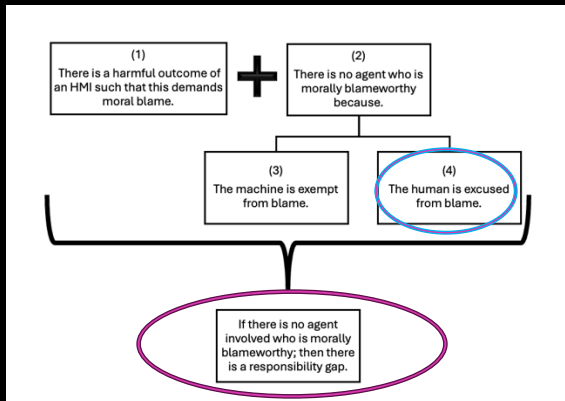 (1)
There is a harmful outcome of
an HMI such that this demands
moral blame.
(2)
There is no agent who is
morally blameworthy
because.
(3)
The machine is exempt
from blame.
(4)
The human is excused
from blame.
If there is no agent
involved who is morally
blameworthy; then there
is a responsibility gap.